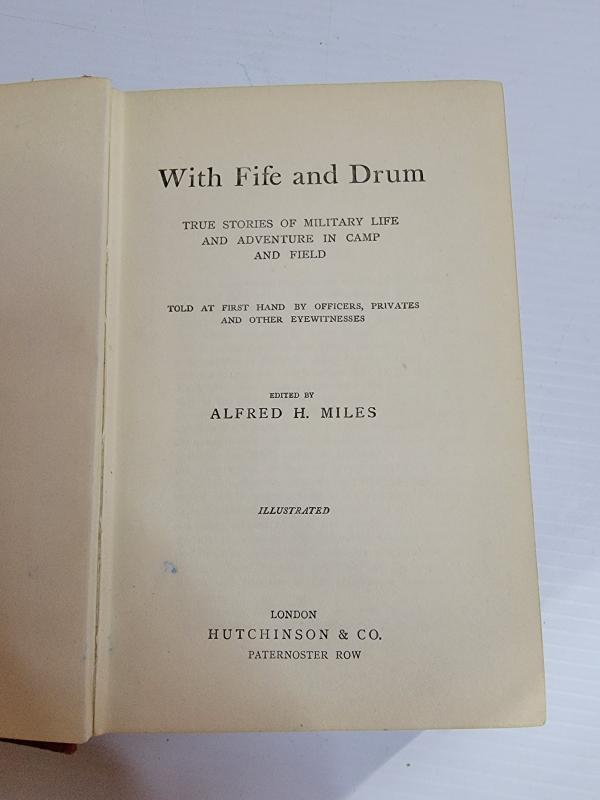 With Fife and Drum
TRUE STORIES OF MILITARY LIFE
AND ADVENTURE IN CAMP
AND FIELD
TOLD AT FIRST HAND BY OFFICERS, PRIVATES
AND OTHER EYEWITNESSES
EDITED BY
ALFRED H. MILES
ILLUSTRATED
LONDON
HUTCHINSON & CO.
PATERNOSTER ROW